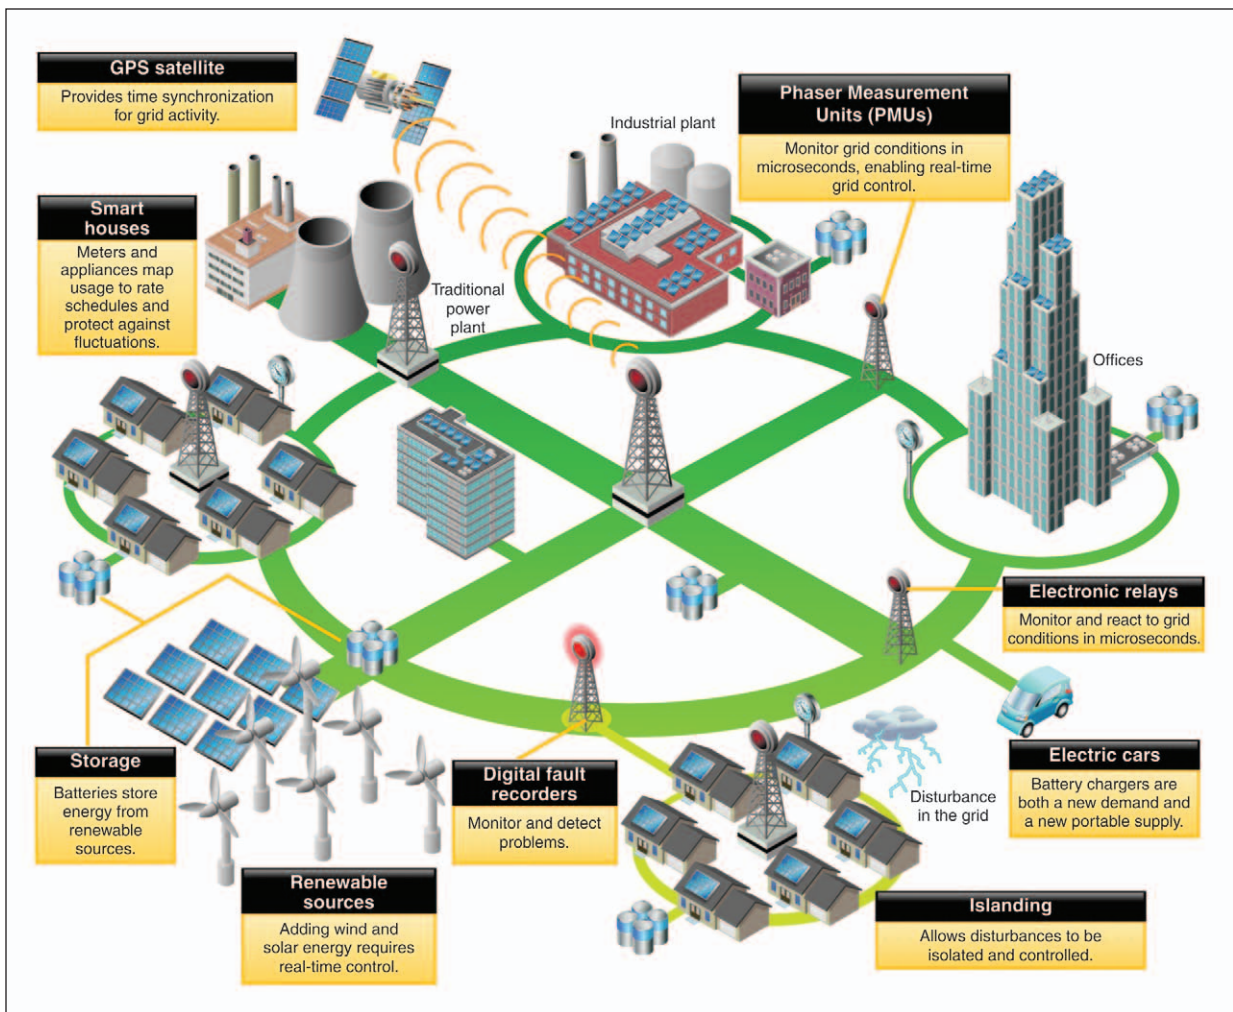 GPS satellite
Provides time synchronization
for grid activity.
Industrial plant
Phaser Measurement
Units (PMUs)
Monitor grid conditions in
microseconds, enabling real-time
grid control.
Smart
houses
Meters and
appliances map
usage to rate
schedules and
protect against
fluctuations.
Traditional
power
plant
Offices
Electronic relays
Monitor and react to grid
conditions in microseconds.
Storage
Batteries store
energy from
renewable
sources.
Digital fault
recorders
Monitor and detect
problems.
Disturbance
in the grid
Electric cars
Battery chargers are
both a new demand and
a new portable supply.
Renewable
sources
Adding wind and
solar energy requires
real-time control.
Islanding
Allows disturbances to be
isolated and controlled.